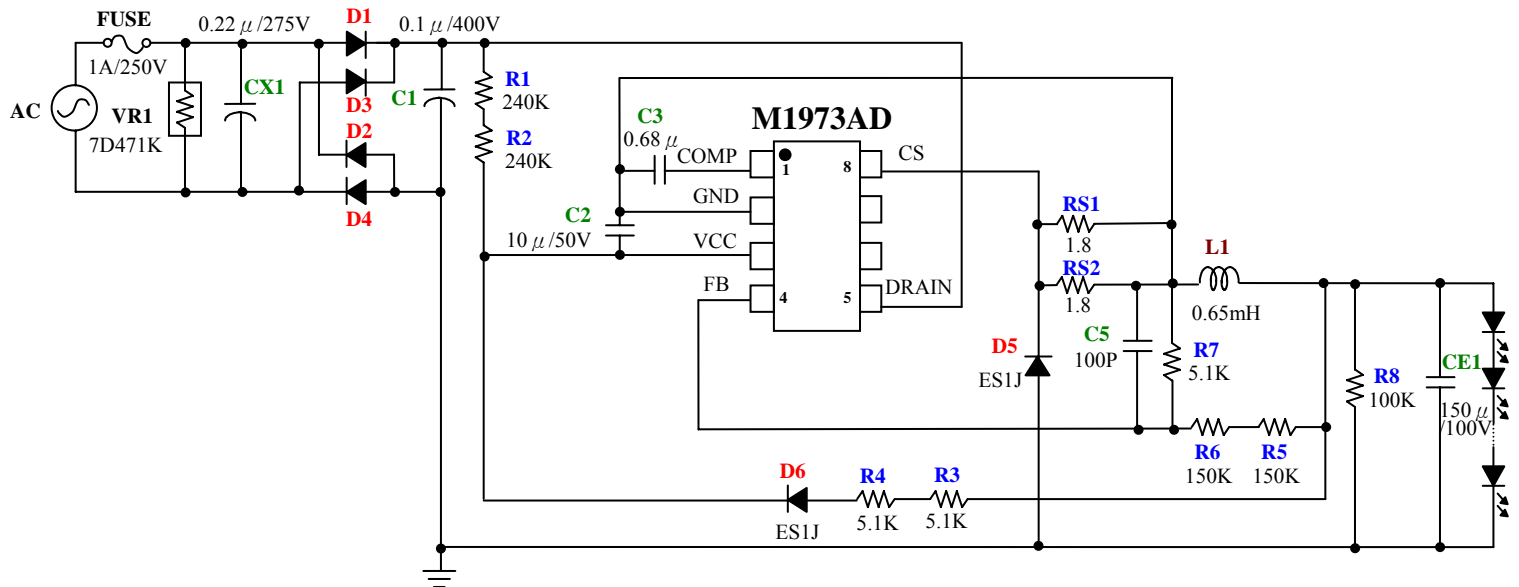 FUSE
1A/250V
AC
VR1
7D471K
0.22 μ/275V
CX1
D1
D3
D2
D4
0.1 μ/400V
C1
R1
240K
R2
240K
C3
0.68 μ
C2
10 μ/50V
M1973AD
COMP
GND
VCC
FB
1
4
8
5
CS
DRAIN
RS1
1.8
RS2
1.8
D5
ES1J
C5
100P
R7
5.1K
L1
0.65mH
R6
150K
R5
150K
D6
ES1J
R4
5.1K
R3
5.1K
R8
100K
CE1
150 μ
/100V